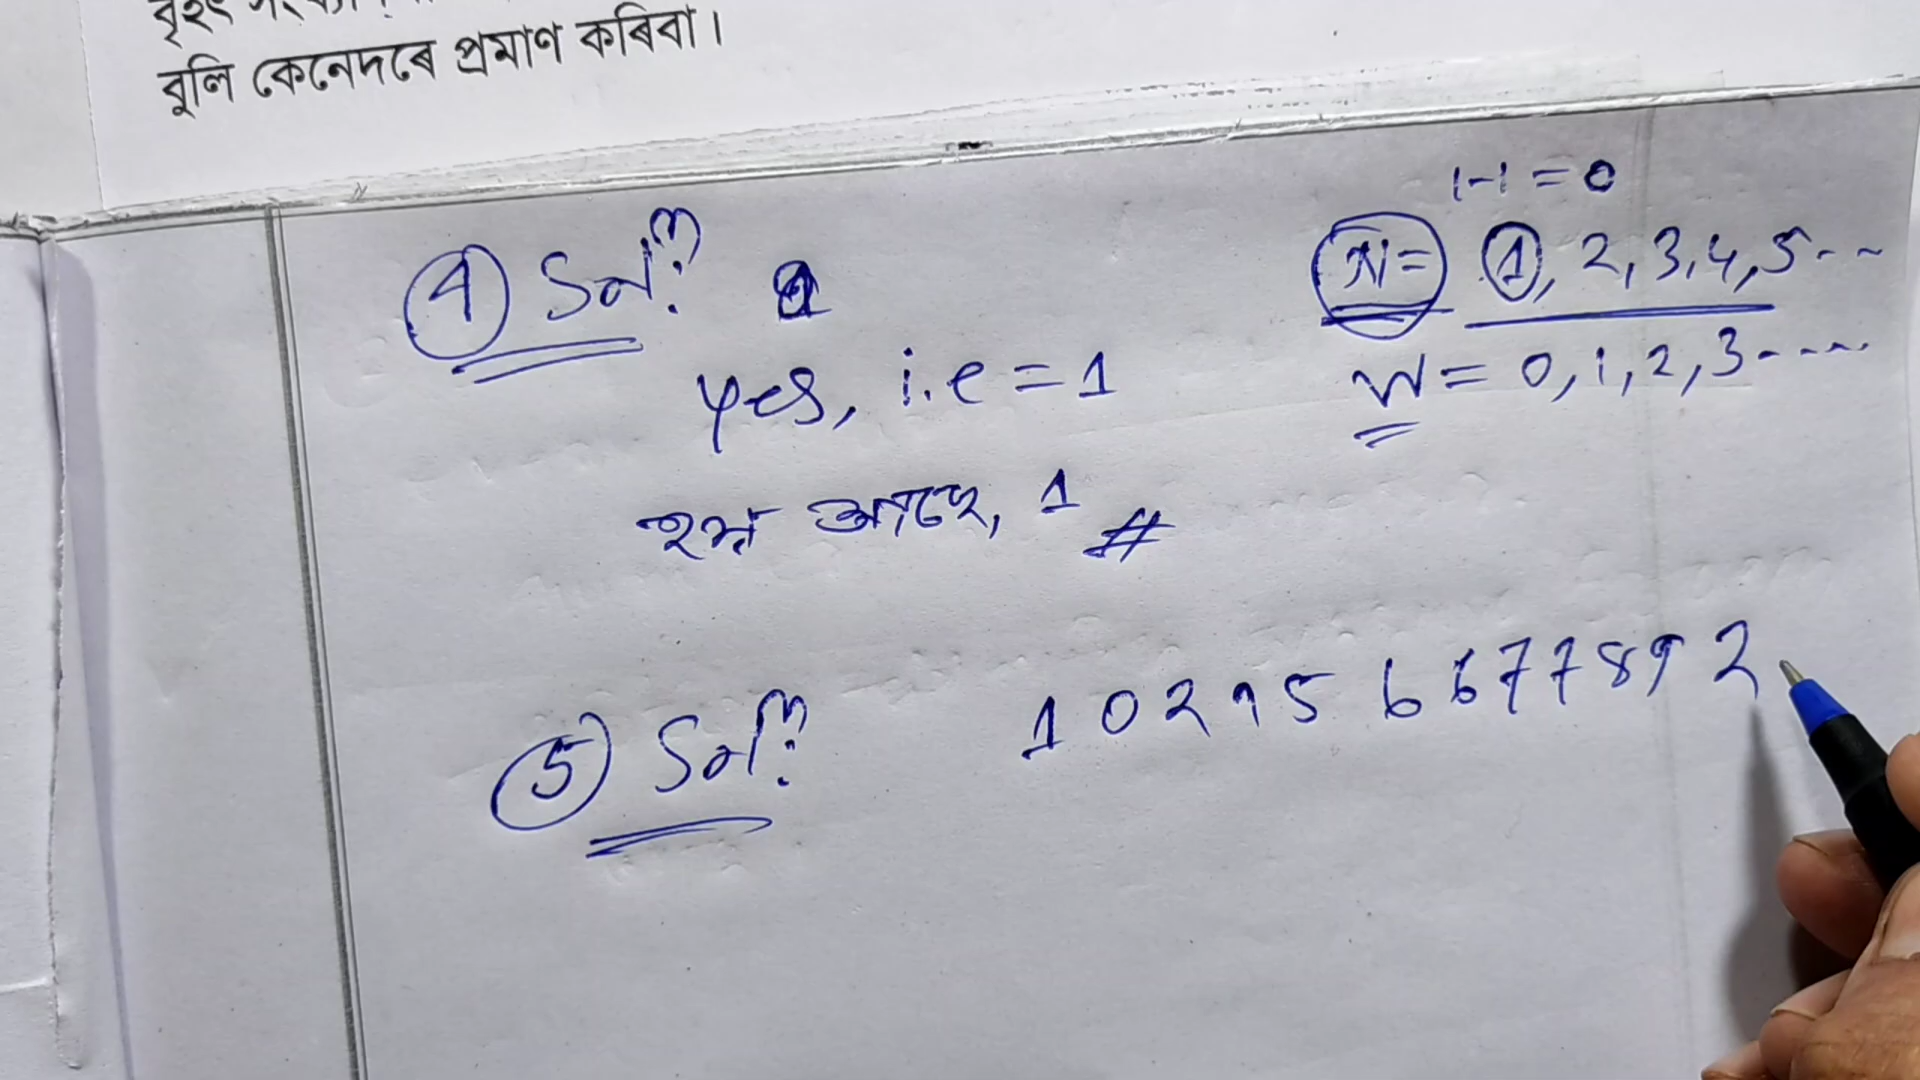 বুলি কেনেদৰে প্ৰমাণ কৰিবা।
1-1 = 0
④ Solⁿ:
N = 1, 2, 3, 4, 5 - -
yes, i.e = 1
W = 0, 1, 2, 3 - - - -
হয় আছে, 1 #
⑤ Solⁿ: 1 0 2 9 5 6 6 7 7 8 9 2